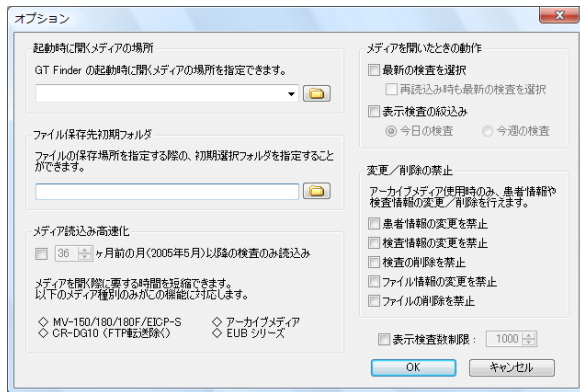 オプション
起動時に開くメディアの場所
GT Finder の起動時に開くメディアの場所を指定できます。
ファイル保存先初期フォルダ
ファイルの保存場所を指定する際の、初期選択フォルダを指定すること
ができます。
メディア読込み高速化
36 ヶ月前の月(2005年5月)以降の検査のみ読込み
メディアを開く際に要する時間を短縮できます。
以下のメディア種別のみがこの機能に対応します。
◇ MV-150/180/180F/EICP-S ◇ アーカイブメディア
◇ CR-DG10 (FTP転送除く) ◇ EUB シリーズ
メディアを開いたときの動作
最新の検査を選択
再読込み時も最新の検査を選択
表示検査の絞込み
今日の検査 今週の検査
変更／削除の禁止
アーカイブメディア使用時のみ、患者情報や
検査情報の変更／削除を行えます。
患者情報の変更を禁止
検査情報の変更を禁止
検査の削除を禁止
ファイル情報の変更を禁止
ファイルの削除を禁止
表示検査数制限： 1000
OK キャンセル